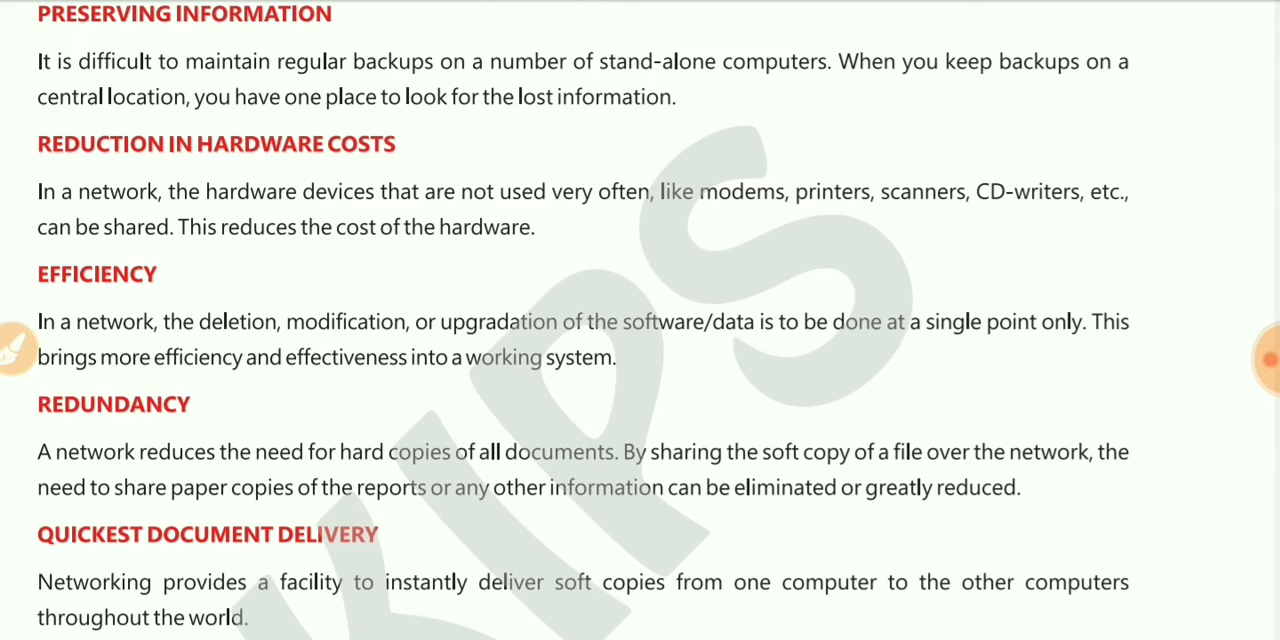 PRESERVING INFORMATION
It is difficult to maintain regular backups on a number of stand-alone computers. When you keep backups on a
central location, you have one place to look for the lost information.
REDUCTION IN HARDWARE COSTS
In a network, the hardware devices that are not used very often, like modems, printers, scanners, CD-writers, etc.,
can be shared. This reduces the cost of the hardware.
EFFICIENCY
In a network, the deletion, modification, or upgradation of the software/data is to be done at a single point only. This
brings more efficiency and effectiveness into a working system.
REDUNDANCY
A network reduces the need for hard copies of all documents. By sharing the soft copy of a file over the network, the
need to share paper copies of the reports or any other information can be eliminated or greatly reduced.
QUICKEST DOCUMENT DELIVERY
Networking provides a facility to instantly deliver soft copies from one computer to the other computers
throughout the world.
KIPS